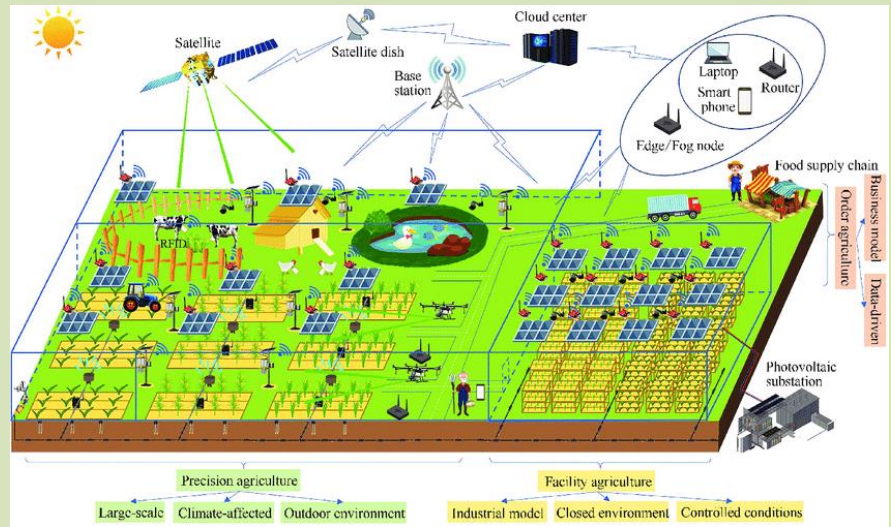 Satellite
Satellite dish
Cloud center
Base
station
Laptop
Router
Smart
phone
Edge/Fog node
Food supply chain
Business model
Order agriculture
Data-driven
RFID
Photovoltaic
substation
Precision agriculture
Facility agriculture
Large-scale
Climate-affected
Outdoor environment
Industrial model
Closed environment
Controlled conditions